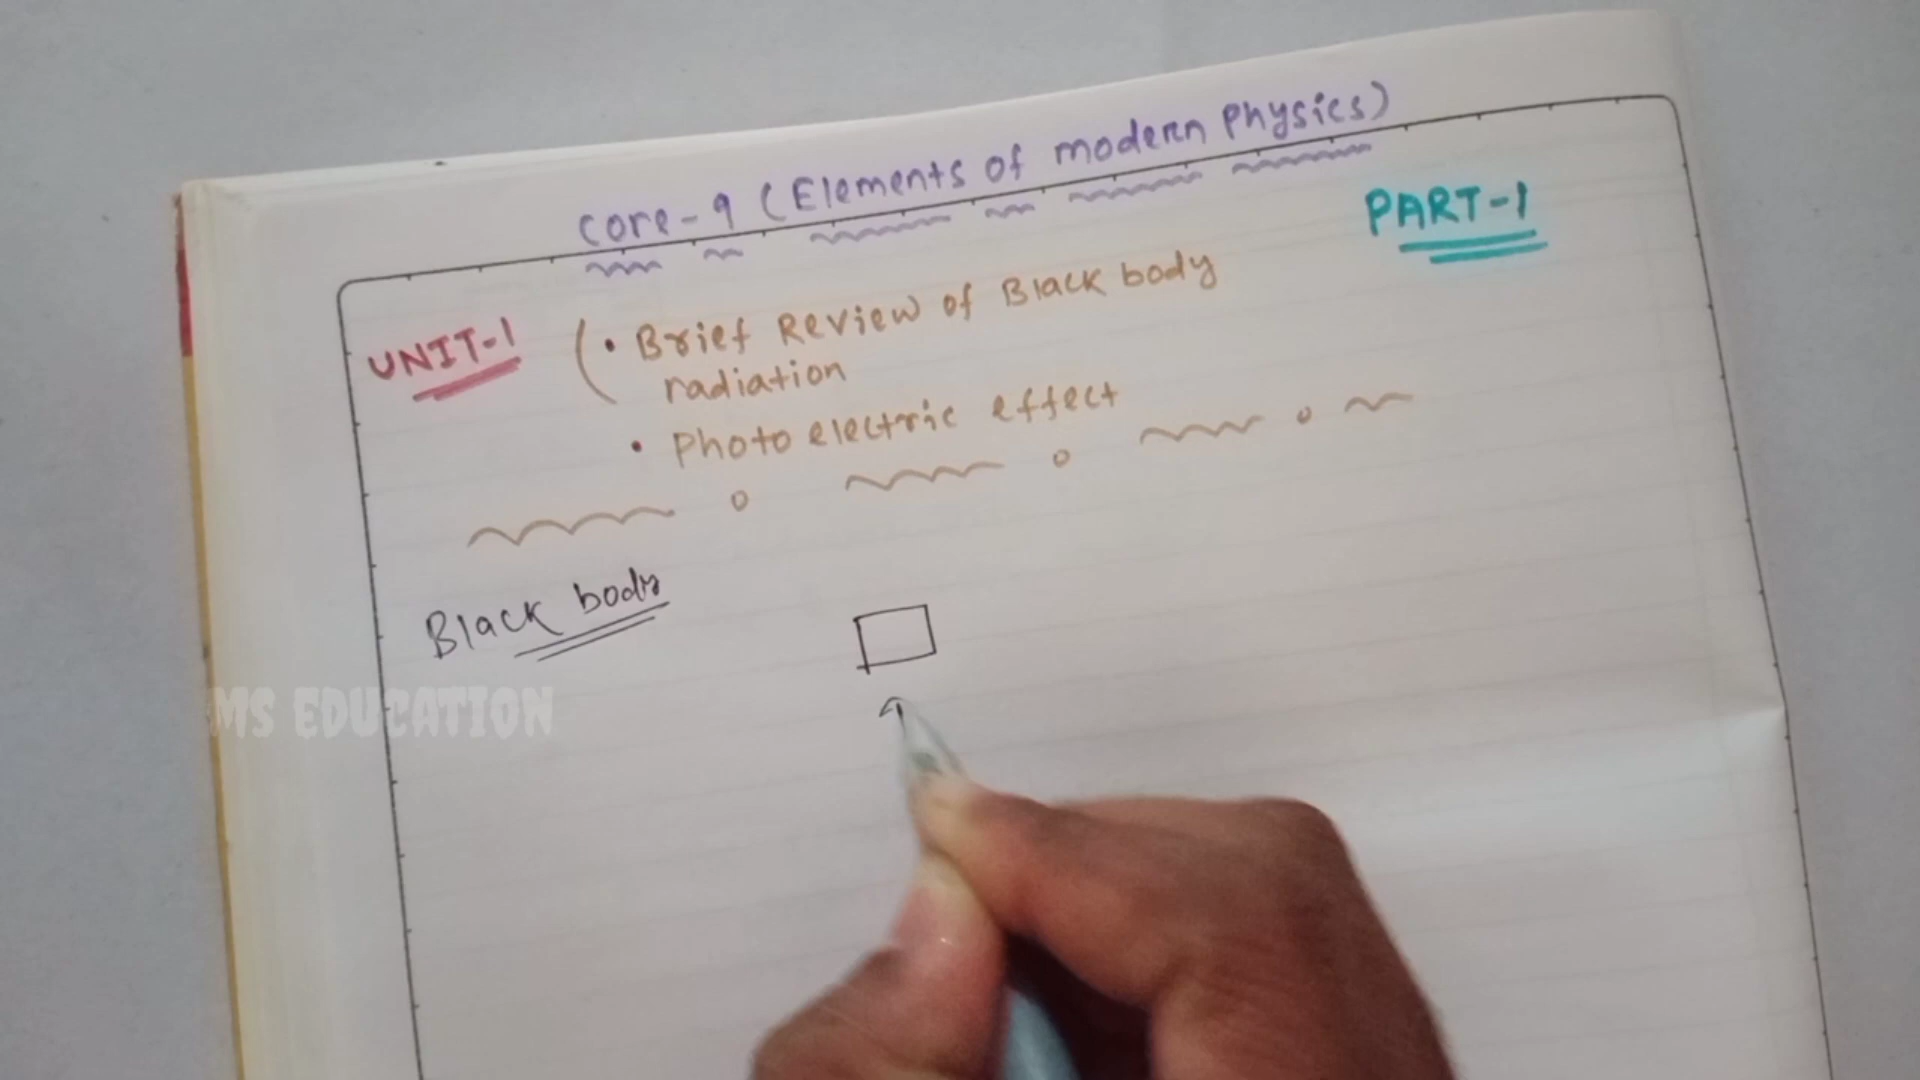 core-9 (Elements of modern Physics)
PART-1
UNIT-1 (• Brief Review of Black body
radiation
• Photo electric effect
Black body
MS EDUCATION